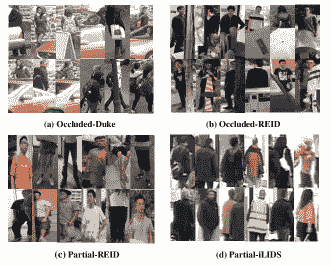 (a) Occluded-Duke
(b) Occluded-REID
(c) Partial-REID
(d) Partial-iLIDS